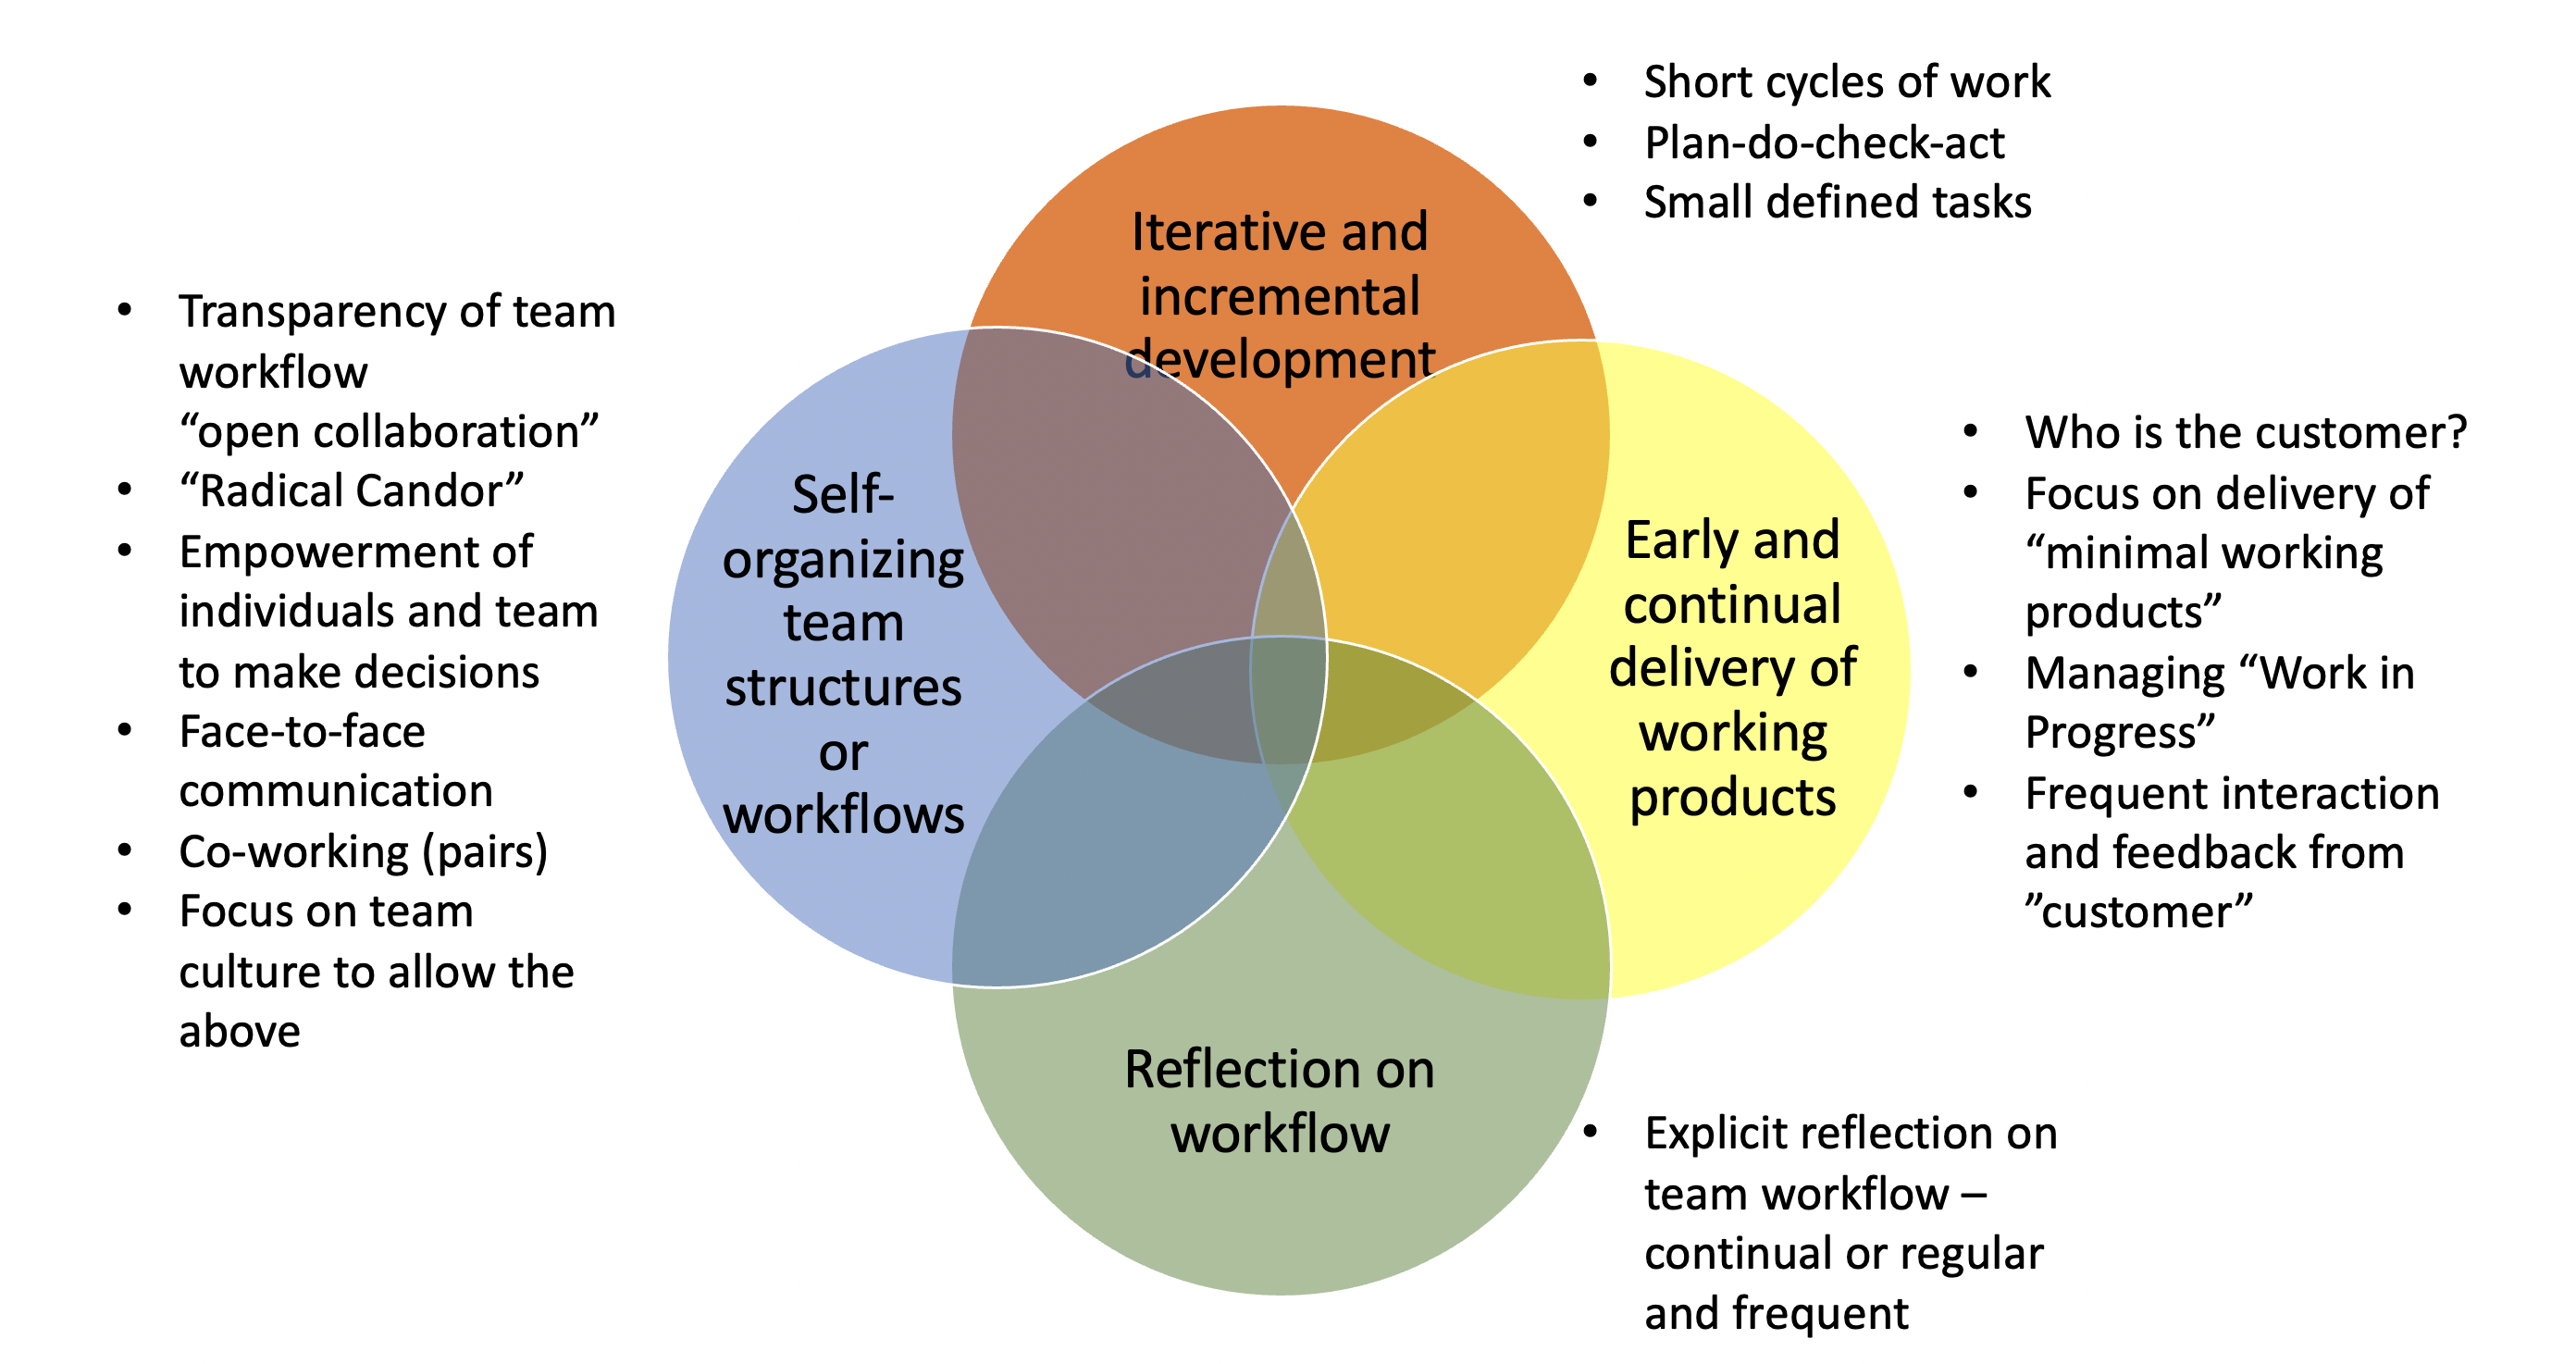 • Short cycles of work
• Plan-do-check-act
• Small defined tasks
Iterative and
incremental
development
• Transparency of team
workflow
“open collaboration”
• “Radical Candor”
• Empowerment of
individuals and team
to make decisions
• Face-to-face
communication
• Co-working (pairs)
• Focus on team
culture to allow the
above
Self-
organizing
team
structures
or
workflows
Early and
continual
delivery of
working
products
• Who is the customer?
• Focus on delivery of
“minimal working
products”
• Managing “Work in
Progress”
• Frequent interaction
and feedback from
”customer”
Reflection on
workflow
• Explicit reflection on
team workflow –
continual or regular
and frequent